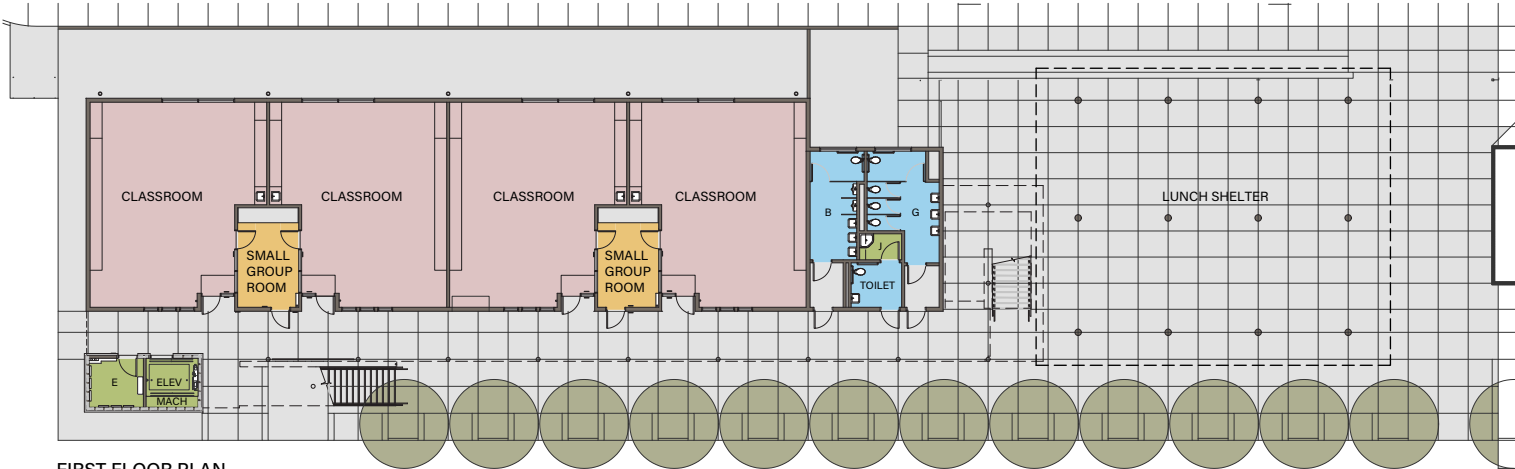 CLASSROOM
CLASSROOM
CLASSROOM
CLASSROOM
LUNCH SHELTER
B
G
J
SMALL
GROUP
ROOM
SMALL
GROUP
ROOM
TOILET
E
ELEV
MACH
FIRST FLOOR PLAN